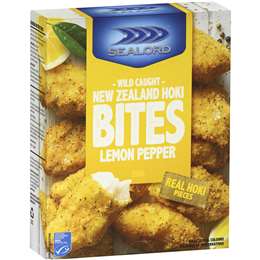 SEALORD
- WILD CAUGHT -
NEW ZEALAND HOKI
BITES
LEMON PEPPER
REAL HOKI
PIECES